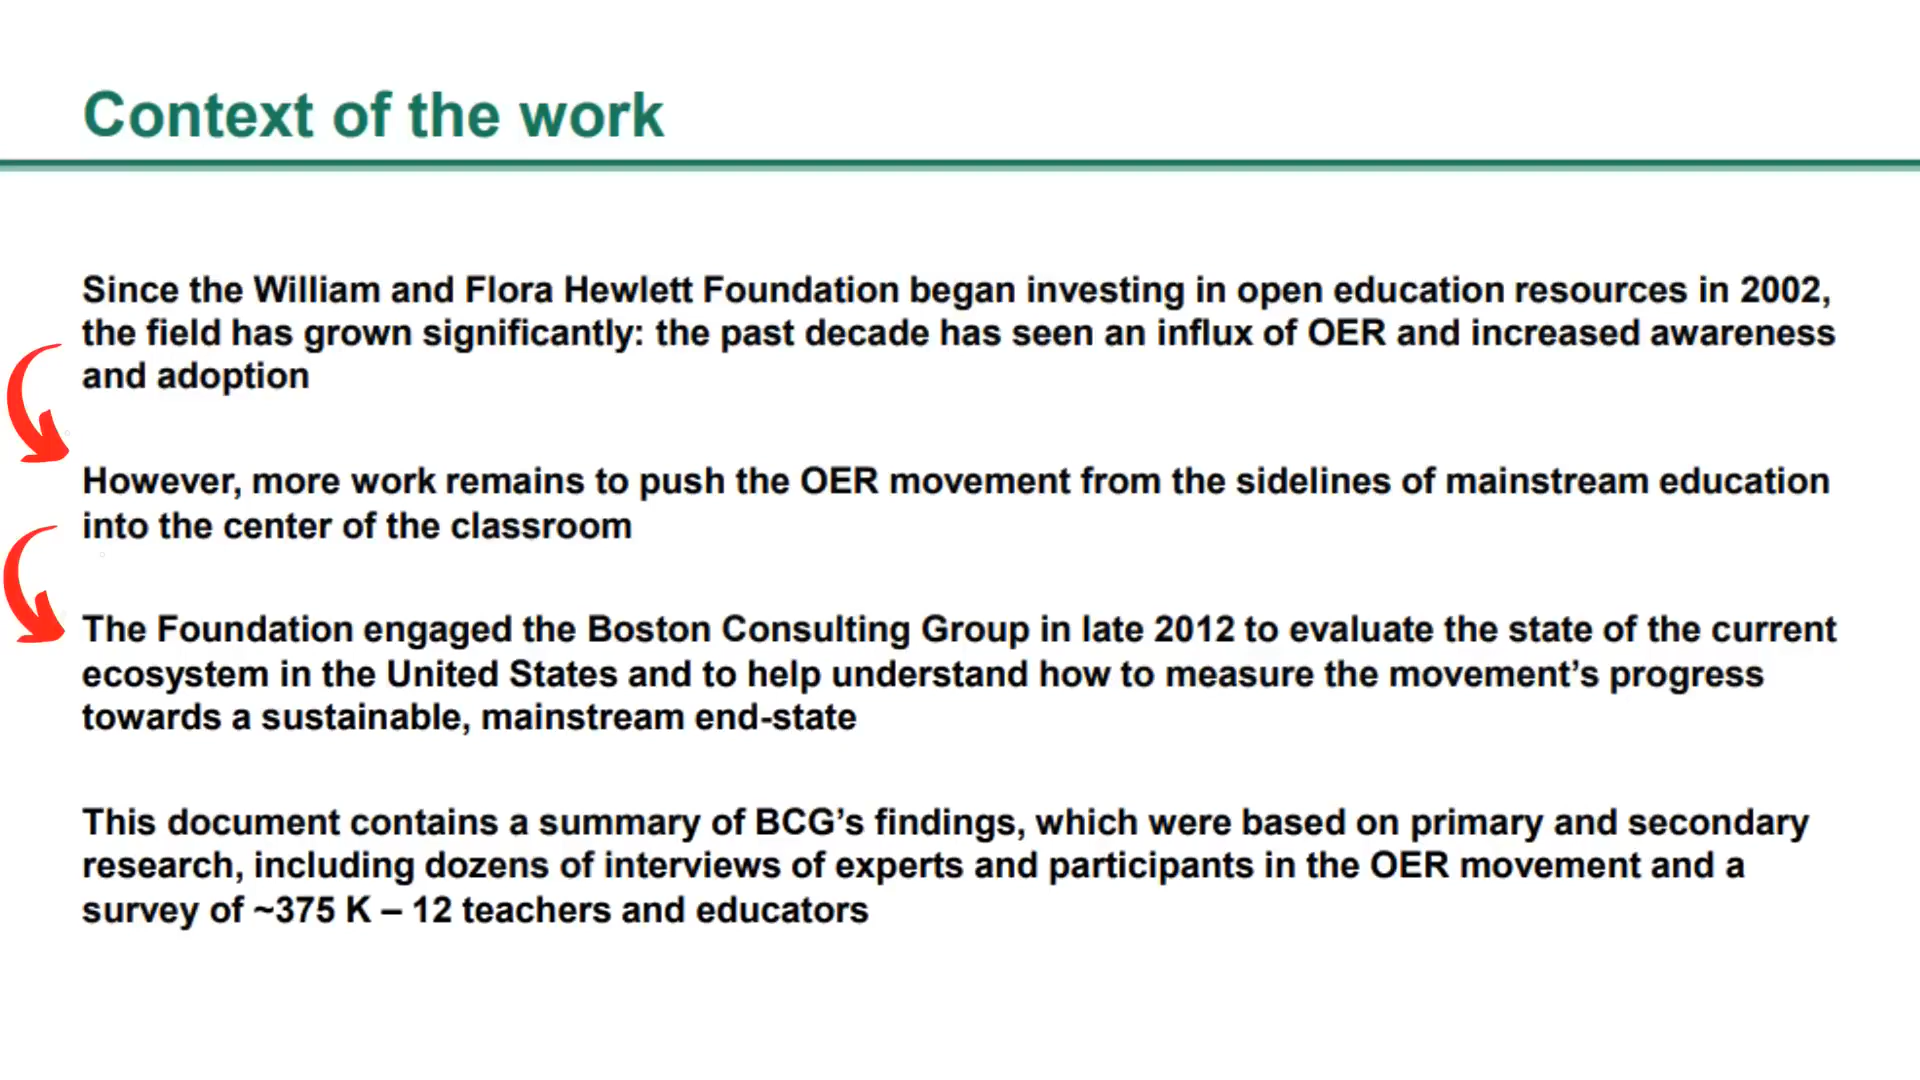 Context of the work
Since the William and Flora Hewlett Foundation began investing in open education resources in 2002,
the field has grown significantly: the past decade has seen an influx of OER and increased awareness
and adoption
However, more work remains to push the OER movement from the sidelines of mainstream education
into the center of the classroom
The Foundation engaged the Boston Consulting Group in late 2012 to evaluate the state of the current
ecosystem in the United States and to help understand how to measure the movement’s progress
towards a sustainable, mainstream end-state
This document contains a summary of BCG’s findings, which were based on primary and secondary
research, including dozens of interviews of experts and participants in the OER movement and a
survey of ~375 K – 12 teachers and educators